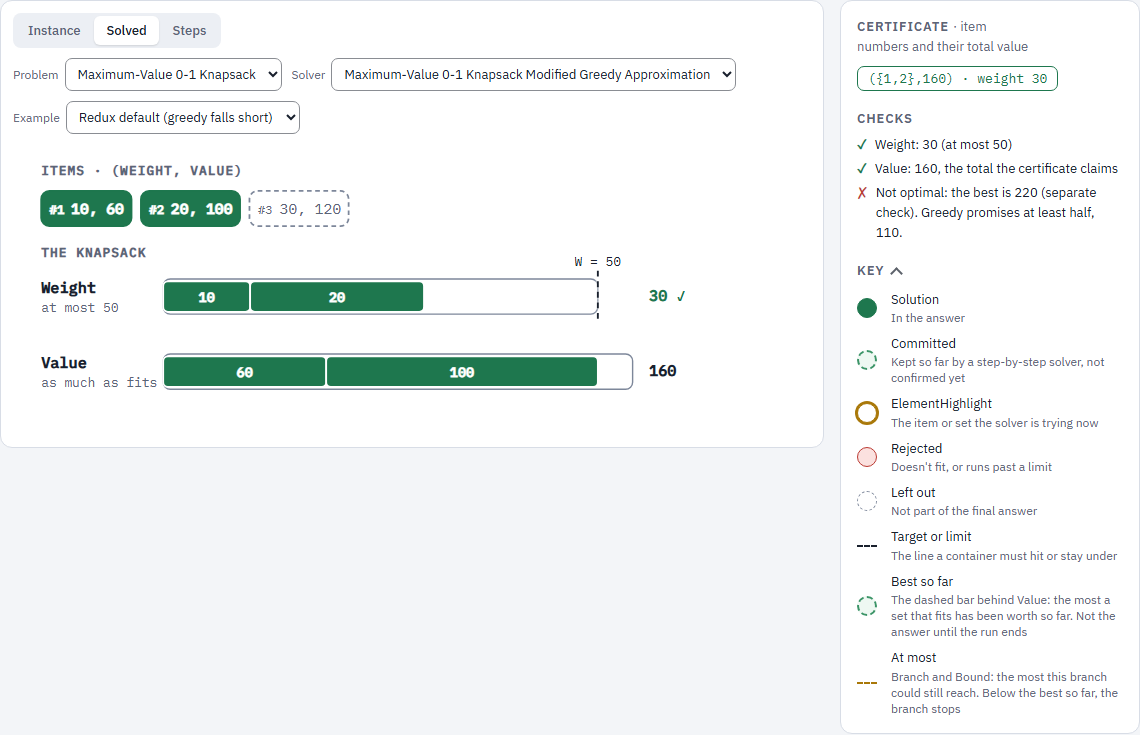 Instance Solved Steps
Problem Maximum-Value 0-1 Knapsack Solver Maximum-Value 0-1 Knapsack Modified Greedy Approximation
Example Redux default (greedy falls short)
ITEMS · (WEIGHT, VALUE)
#1 10, 60 #2 20, 100 #3 30, 120
THE KNAPSACK
W = 50
Weight
at most 50
10 20 30 ✓
Value
as much as fits
60 100 160
CERTIFICATE · item
numbers and their total value
({1,2},160) · weight 30
CHECKS
✓ Weight: 30 (at most 50)
✓ Value: 160, the total the certificate claims
✗ Not optimal: the best is 220 (separate
check). Greedy promises at least half,
110.
KEY
Solution
In the answer
Committed
Kept so far by a step-by-step solver, not
confirmed yet
ElementHighlight
The item or set the solver is trying now
Rejected
Doesn't fit, or runs past a limit
Left out
Not part of the final answer
Target or limit
The line a container must hit or stay under
Best so far
The dashed bar behind Value: the most a
set that fits has been worth so far. Not the
answer until the run ends
At most
Branch and Bound: the most this branch
could still reach. Below the best so far, the
branch stops